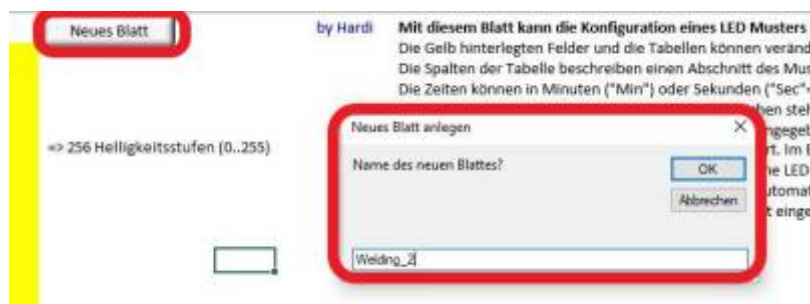 Neues Blatt
by Hardi
Mit diesem Blatt kann die Konfiguration eines LED Musters
Die Gelb hinterlegten Felder und die Tabellen können
Die Spalten der Tabelle beschreiben einen Abschnitt des
Die Zeiten können in Minuten ("Min") oder Sekunden ("Sec"
=> 256 Helligkeitsstufen (0..255)
Neues Blatt anlegen
Name des neuen Blattes?
OK
Abbrechen
Welding_2